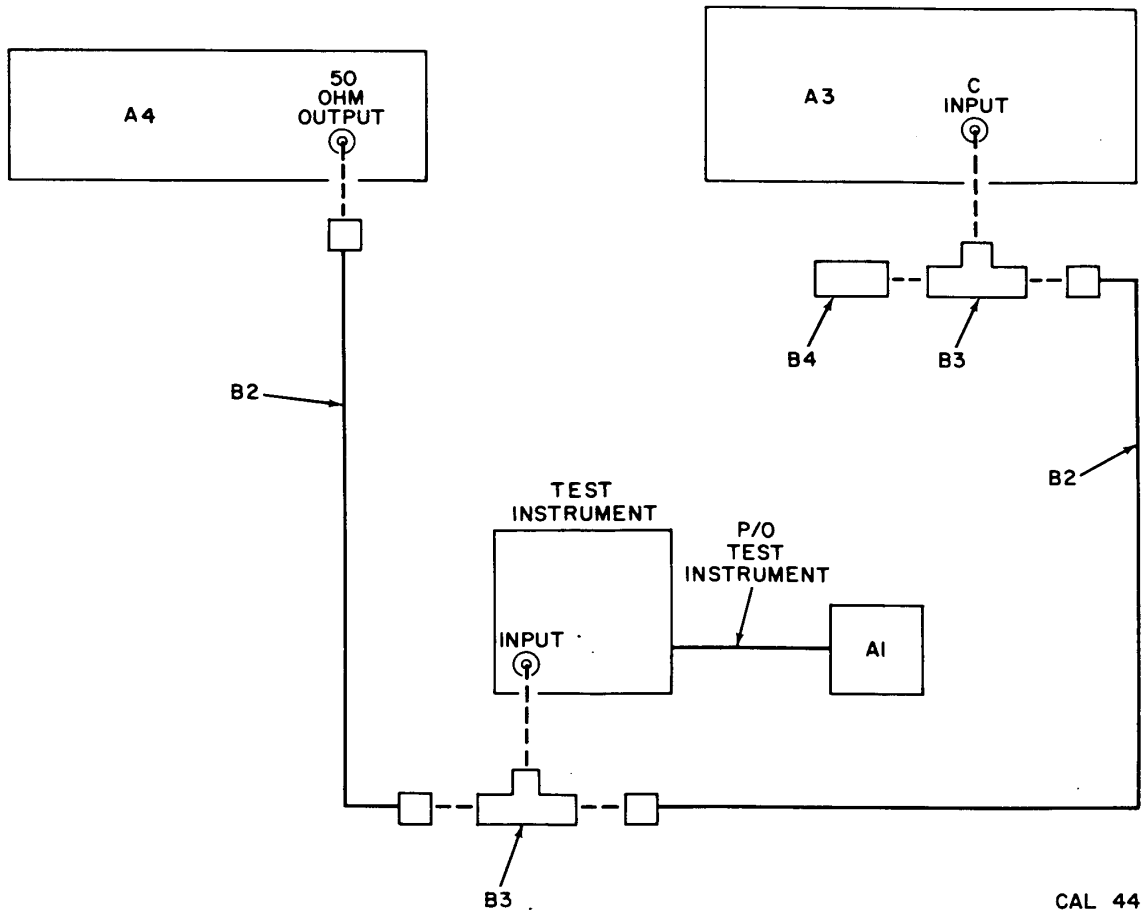 A4
50
OHM
OUTPUT
A3
C
INPUT
B4
B3
B2
B2
TEST
INSTRUMENT
P/O
TEST
INSTRUMENT
INPUT
A1
B3
CAL 44